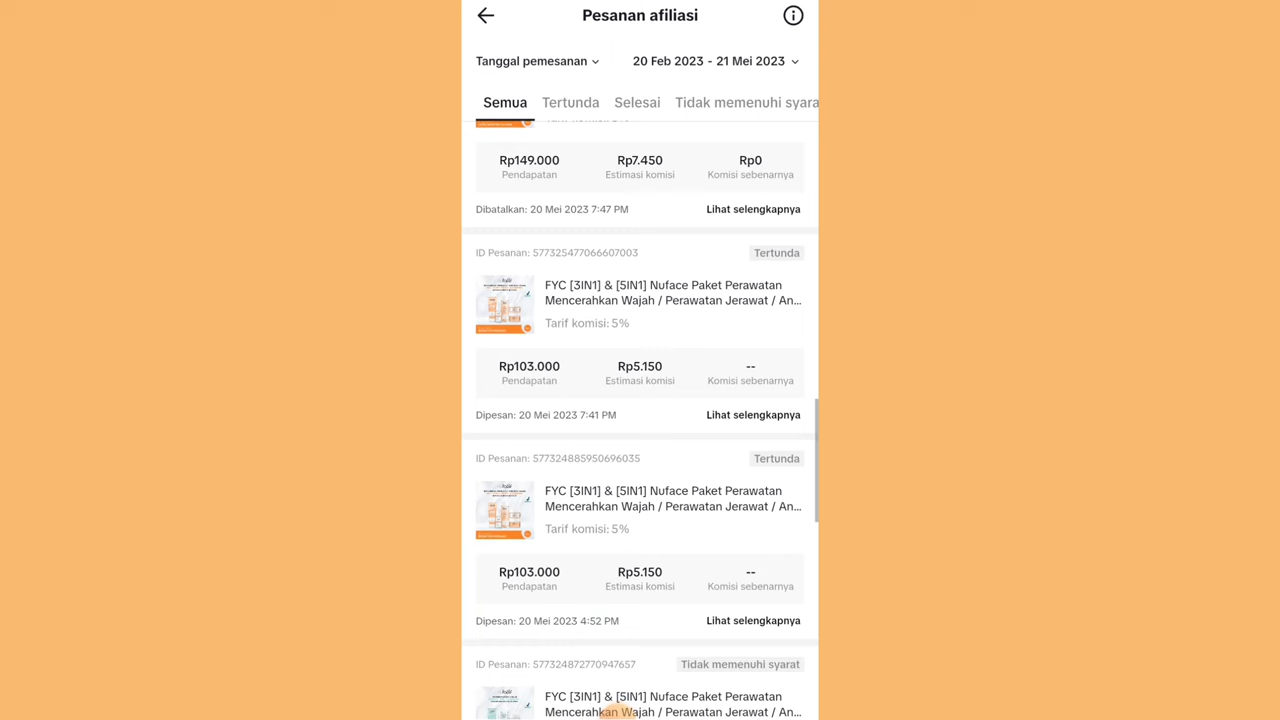 Pesanan afiliasi
Tanggal pemesanan
20 Feb 2023 - 21 Mei 2023
Semua Tertunda Selesai Tidak memenuhi syara
Rp149.000 Rp7.450 Rp0
Pendapatan Estimasi komisi Komisi sebenarnya
Dibatalkan: 20 Mei 2023 7:47 PM Lihat selengkapnya
ID Pesanan: 577325477066607003 Tertunda
FYC [3IN1] & [5IN1] Nuface Paket Perawatan
Mencerahkan Wajah / Perawatan Jerawat / An...
Tarif komisi: 5%
Rp103.000 Rp5.150 --
Pendapatan Estimasi komisi Komisi sebenarnya
Dipesan: 20 Mei 2023 7:41 PM Lihat selengkapnya
ID Pesanan: 577324885950696035 Tertunda
FYC [3IN1] & [5IN1] Nuface Paket Perawatan
Mencerahkan Wajah / Perawatan Jerawat / An...
Tarif komisi: 5%
Rp103.000 Rp5.150 --
Pendapatan Estimasi komisi Komisi sebenarnya
Dipesan: 20 Mei 2023 4:52 PM Lihat selengkapnya
ID Pesanan: 577324872770947657 Tidak memenuhi syarat
FYC [3IN1] & [5IN1] Nuface Paket Perawatan
Mencerahkan Wajah / Perawatan Jerawat / An...